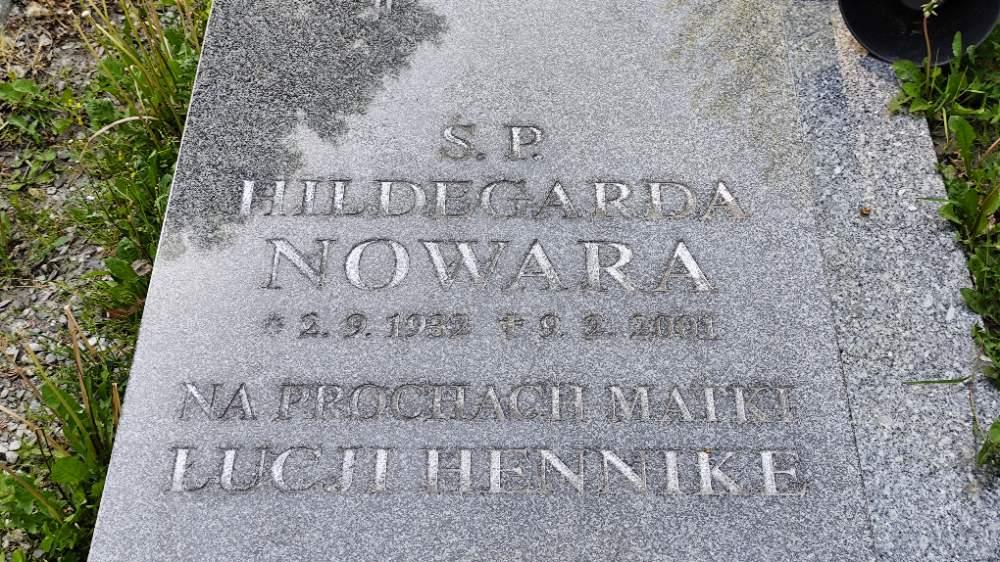 S. P.
HILDEGARDA
NOWARA
* 2. 9. 1932 ✝ 9. 2. 2001
NA PROCHACH MATKI
ŁUCJI HENNIKE